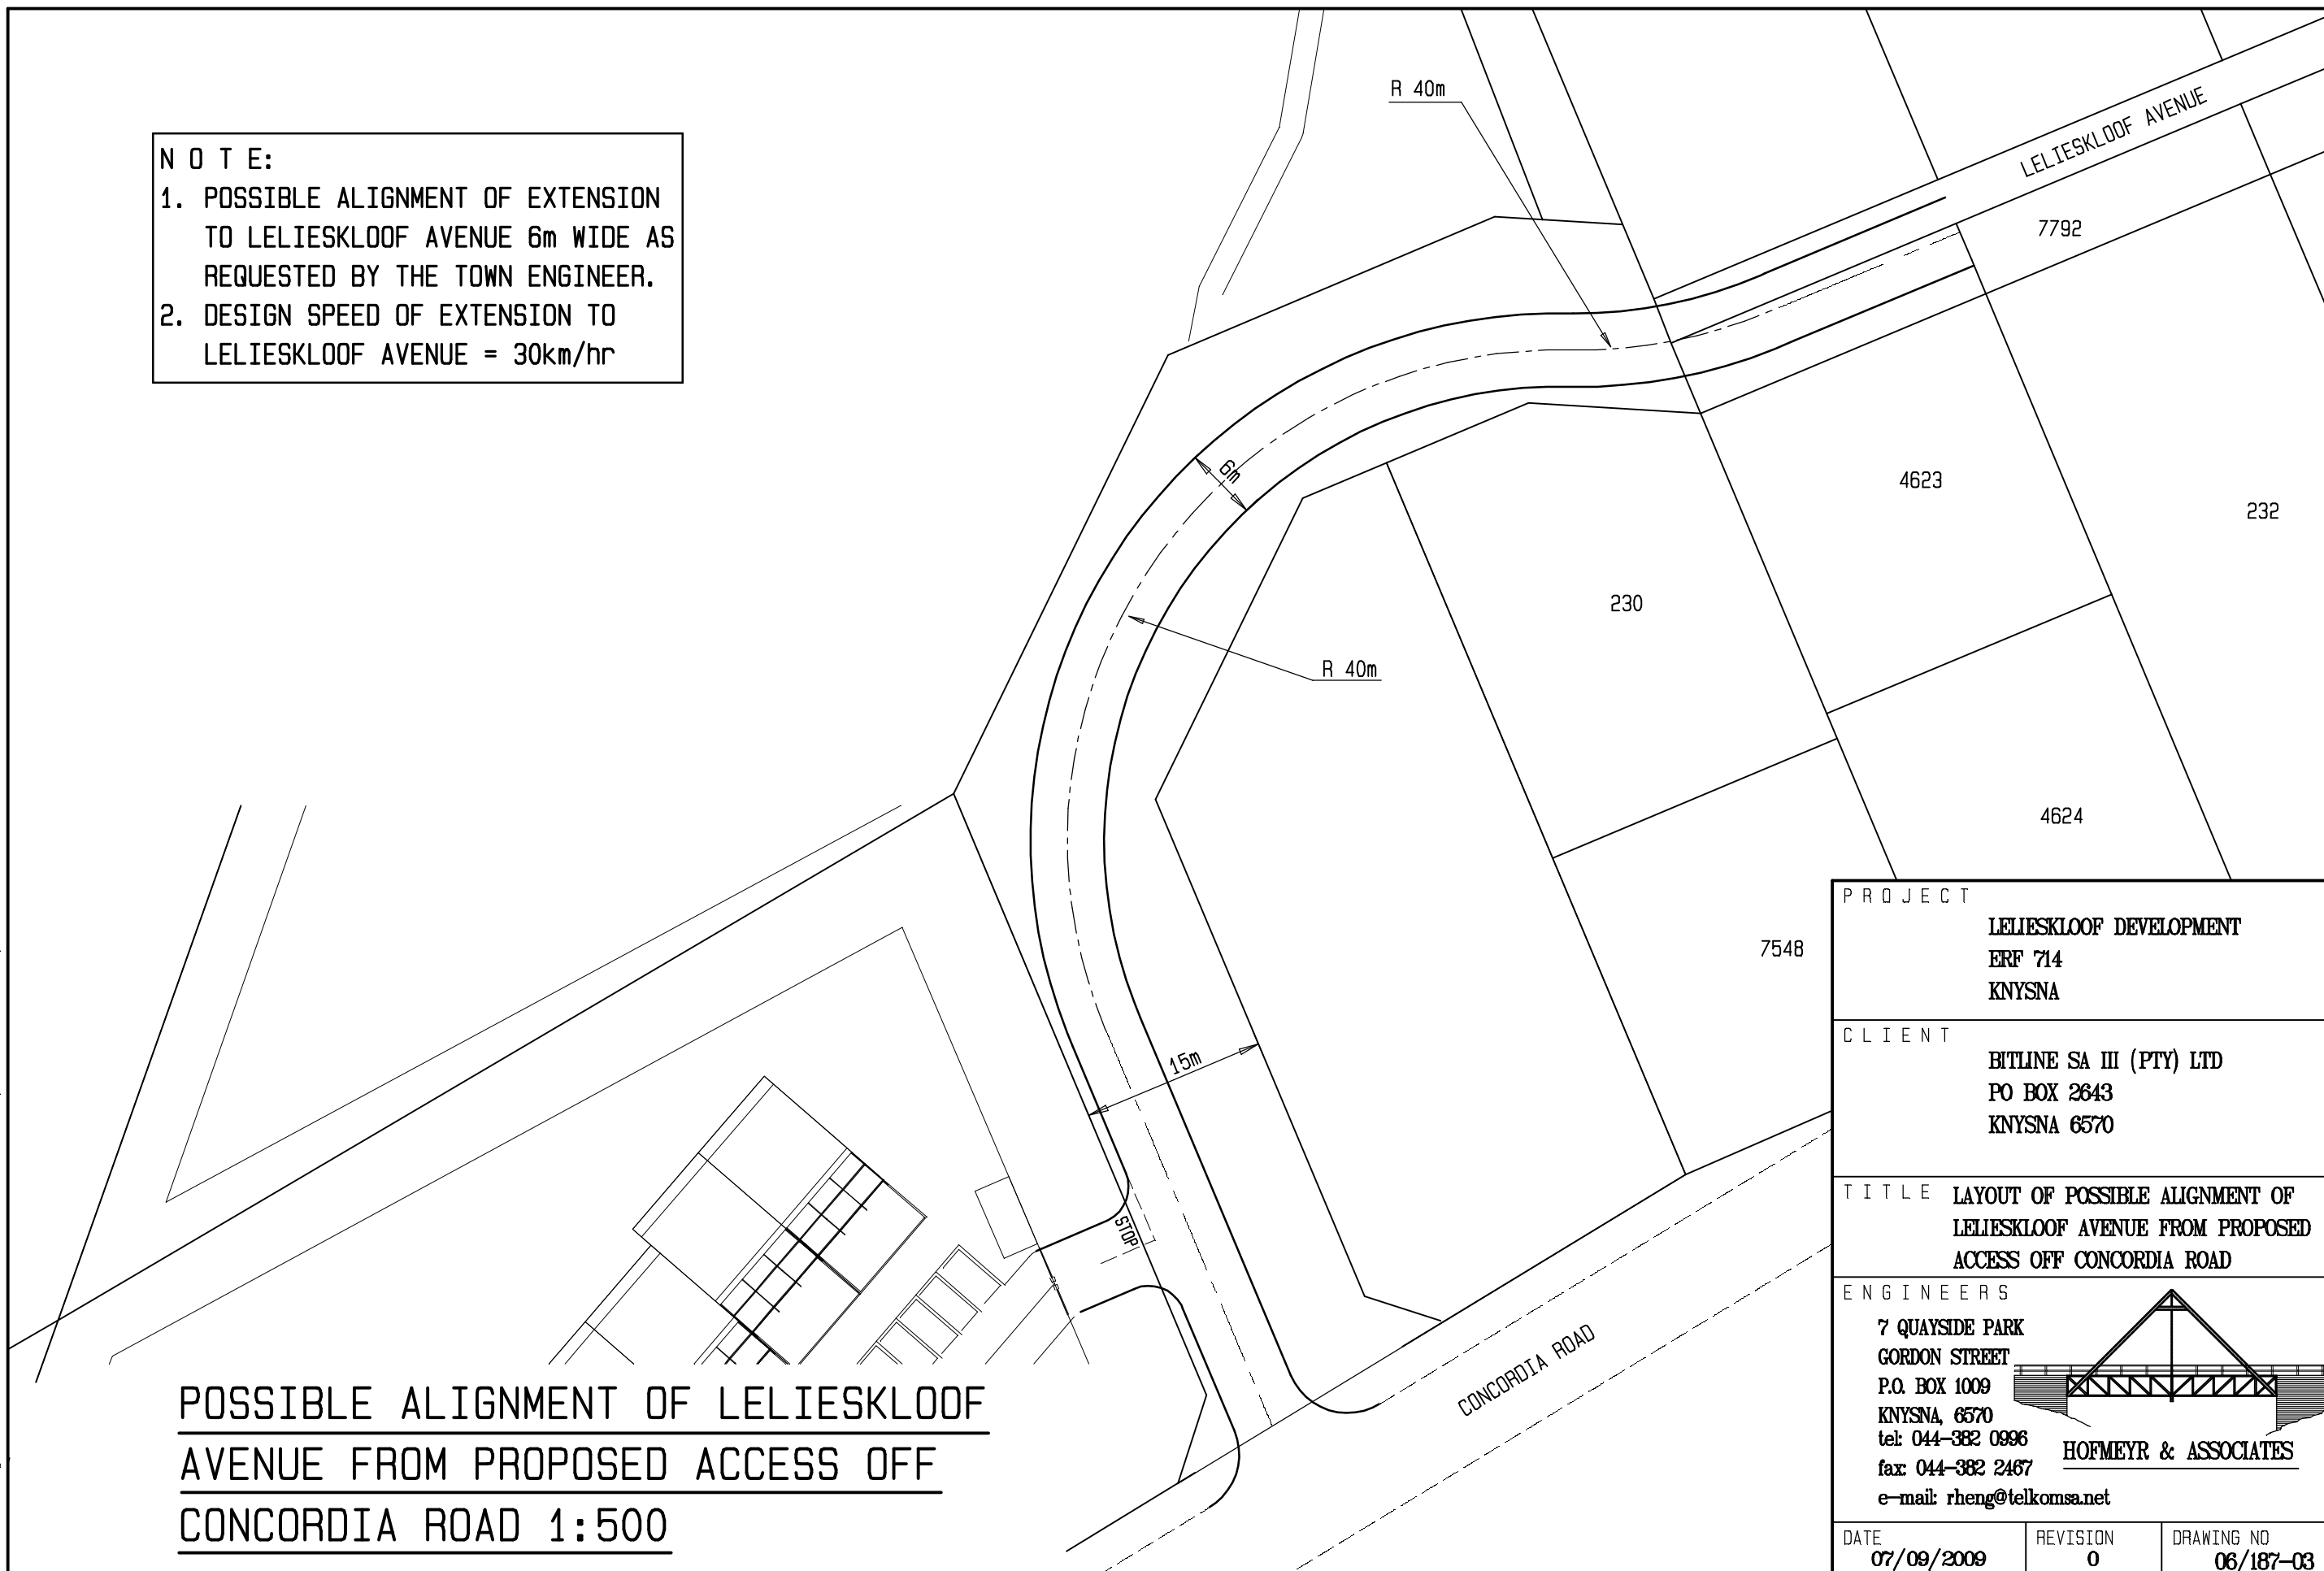 N O T E:
1. POSSIBLE ALIGNMENT OF EXTENSION
TO LELIESKLOOF AVENUE 6m WIDE AS
REQUESTED BY THE TOWN ENGINEER.
2. DESIGN SPEED OF EXTENSION TO
LELIESKLOOF AVENUE = 30km/hr
R 40m
LELIESKLOOF AVENUE
7792
6m
4623
232
230
R 40m
4624
7548
15m
STOP
CONCORDIA ROAD
POSSIBLE ALIGNMENT OF LELIESKLOOF
AVENUE FROM PROPOSED ACCESS OFF
CONCORDIA ROAD 1:500
PROJECT
LELIESKLOOF DEVELOPMENT
ERF 714
KNYSNA
CLIENT
BITLINE SA III (PTY) LTD
PO BOX 2643
KNYSNA 6570
TITLE LAYOUT OF POSSIBLE ALIGNMENT OF
LELIESKLOOF AVENUE FROM PROPOSED
ACCESS OFF CONCORDIA ROAD
ENGINEERS
7 QUAYSIDE PARK
GORDON STREET
P.O. BOX 1009
KNYSNA, 6570
tel: 044-382 0996
fax: 044-382 2467
e-mail: rheng@telkomsa.net
HOFMEYR & ASSOCIATES
DATE REVISION DRAWING NO
07/09/2009 0 06/187-03